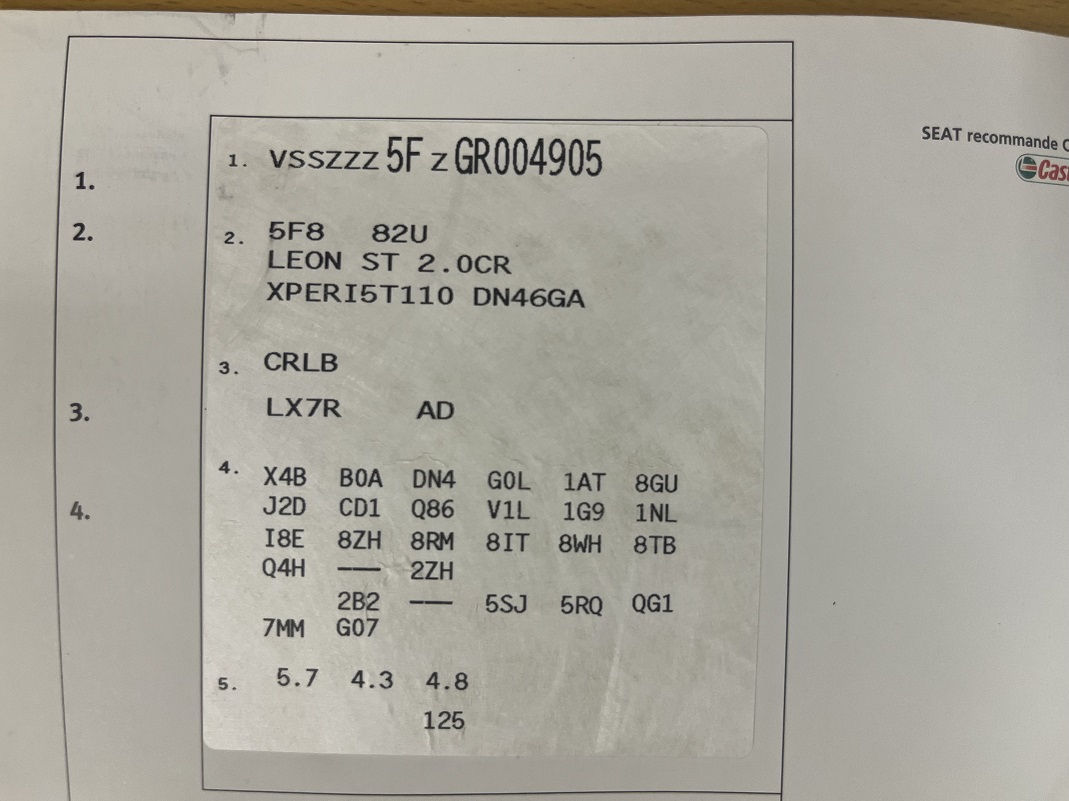 SEAT recommande
Cas
1.
1. VSSZZZ 5F Z GR004905
2.
2. 5F8 82U
LEON ST 2.0CR
XPERI5T110 DN46GA
3. CRLB
3.
LX7R AD
4. X4B B0A DN4 G0L 1AT 8GU
4.
J2D CD1 Q86 V1L 1G9 1NL
I8E 8ZH 8RM 8IT 8WH 8TB
Q4H --- 2ZH
2B2 --- 5SJ 5RQ QG1
7MM G07
5. 5.7 4.3 4.8
125